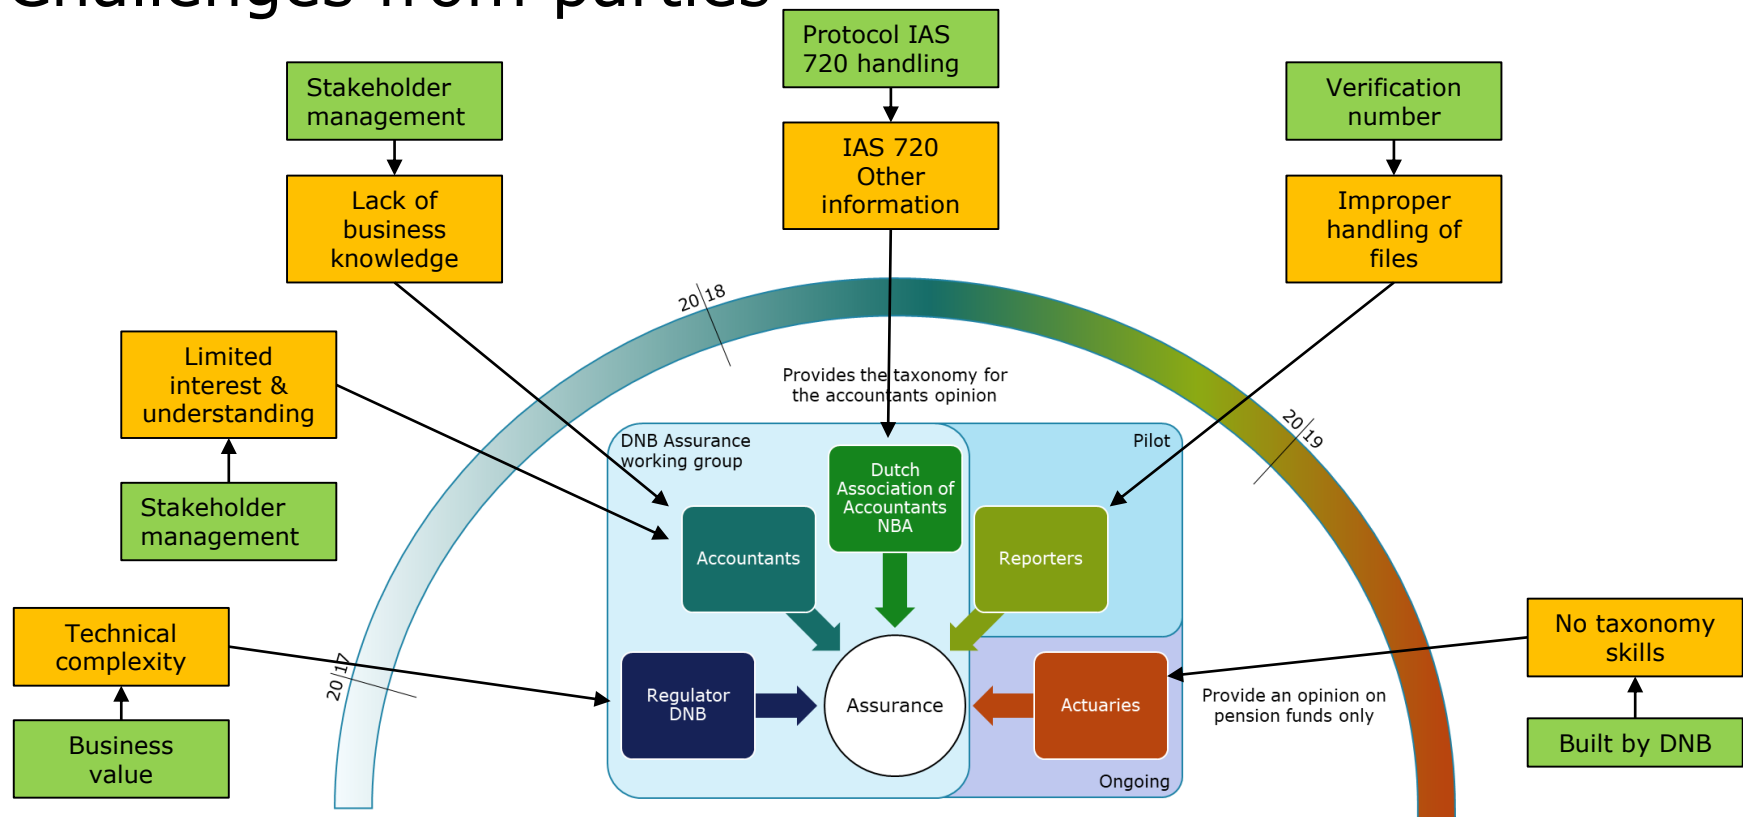 Challenges from parties
Protocol IAS
720 handling
Stakeholder
management
Verification
number
IAS 720
Other
information
Lack of
business
knowledge
Improper
handling of
files
20|18
Limited
interest &
understanding
Provides the taxonomy for
the accountants opinion
20|19
DNB Assurance
working group
Pilot
Dutch
Association of
Accountants
NBA
Stakeholder
management
Accountants
Reporters
Technical
complexity
No taxonomy
skills
20|17
Regulator
DNB
Assurance
Actuaries
Provide an opinion on
pension funds only
Business
value
Built by DNB
Ongoing